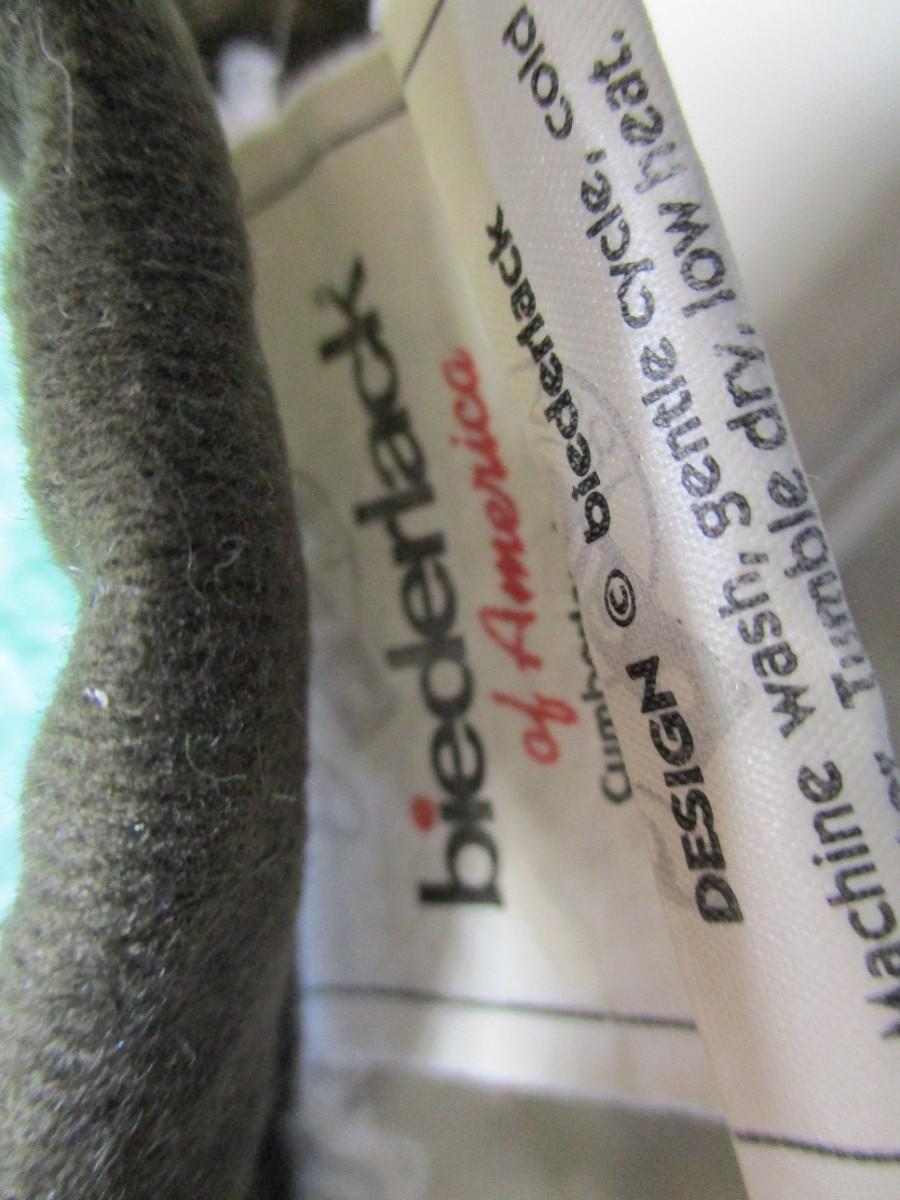 biederlack
of America
DESIGN © biederlack
Machine wash, gentle cycle, cold
Tumble dry, low heat.